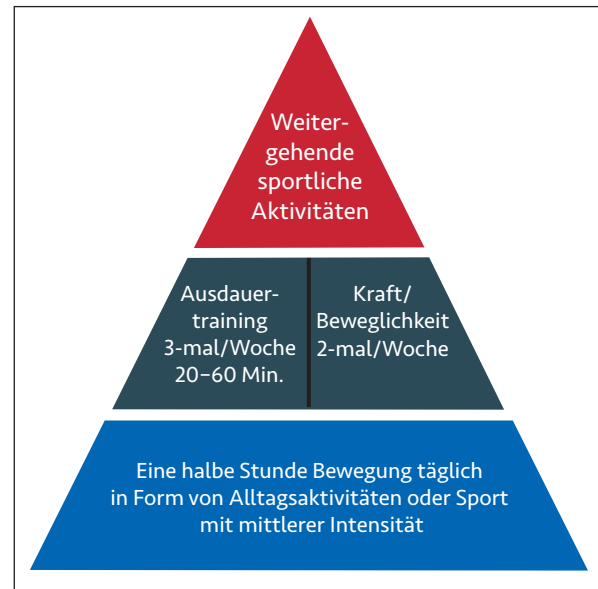 Weiter-
gehende
sportliche
Aktivitäten
Ausdauer-
training
3-mal/Woche
20–60 Min.
Kraft/
Beweglichkeit
2-mal/Woche
Eine halbe Stunde Bewegung täglich
in Form von Alltagsaktivitäten oder Sport
mit mittlerer Intensität